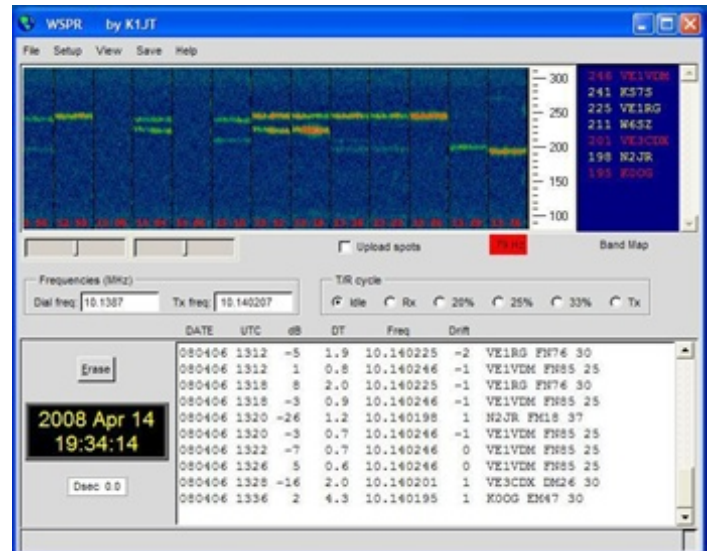 WSPR by K1JT
File Setup View Save Help
300
250
200
150
100
246 VE1VDM
241 KS7S
225 VE1RG
211 W6SZ
201 VE3CDX
198 N2JR
195 K0OG
Upload spots
Band Map
Frequencies (MHz)
Dial freq: 10.1387 Tx freq: 10.140207
T/R cycle
Idle Rx 20% 25% 33% Tx
DATE UTC dB DT Freq Drift
080406 1312 -5 1.9 10.140225 -2 VE1RG FN76 30
080406 1312 1 0.8 10.140246 -1 VE1VDM FN85 25
080406 1318 8 2.0 10.140225 -1 VE1RG FN76 30
080406 1318 -3 0.9 10.140246 -1 VE1VDM FN85 25
080406 1320 -26 1.2 10.140198 1 N2JR FM18 37
080406 1320 -3 0.7 10.140246 -1 VE1VDM FN85 25
080406 1322 -7 0.7 10.140246 0 VE1VDM FN85 25
080406 1326 5 0.6 10.140246 0 VE1VDM FN85 25
080406 1328 -16 2.0 10.140201 1 VE3CDX DM26 30
080406 1336 2 4.3 10.140195 1 K0OG EM47 30
Erase
2008 Apr 14
19:34:14
Dsec 0.0